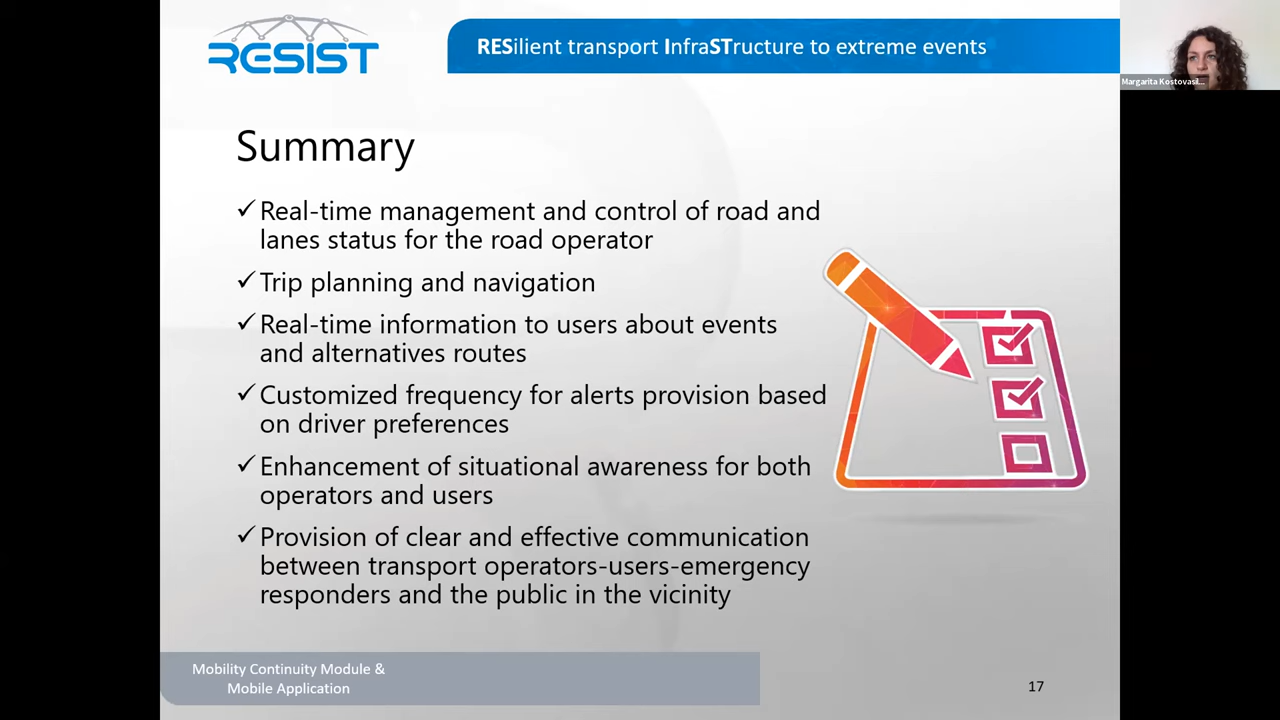 RESIST
RESilient transport InfraSTructure to extreme events
Margarita Kostovasil...
Summary
✓Real-time management and control of road and
lanes status for the road operator
✓Trip planning and navigation
✓Real-time information to users about events
and alternatives routes
✓Customized frequency for alerts provision based
on driver preferences
✓Enhancement of situational awareness for both
operators and users
✓Provision of clear and effective communication
between transport operators-users-emergency
responders and the public in the vicinity
Mobility Continuity Module &
Mobile Application
17